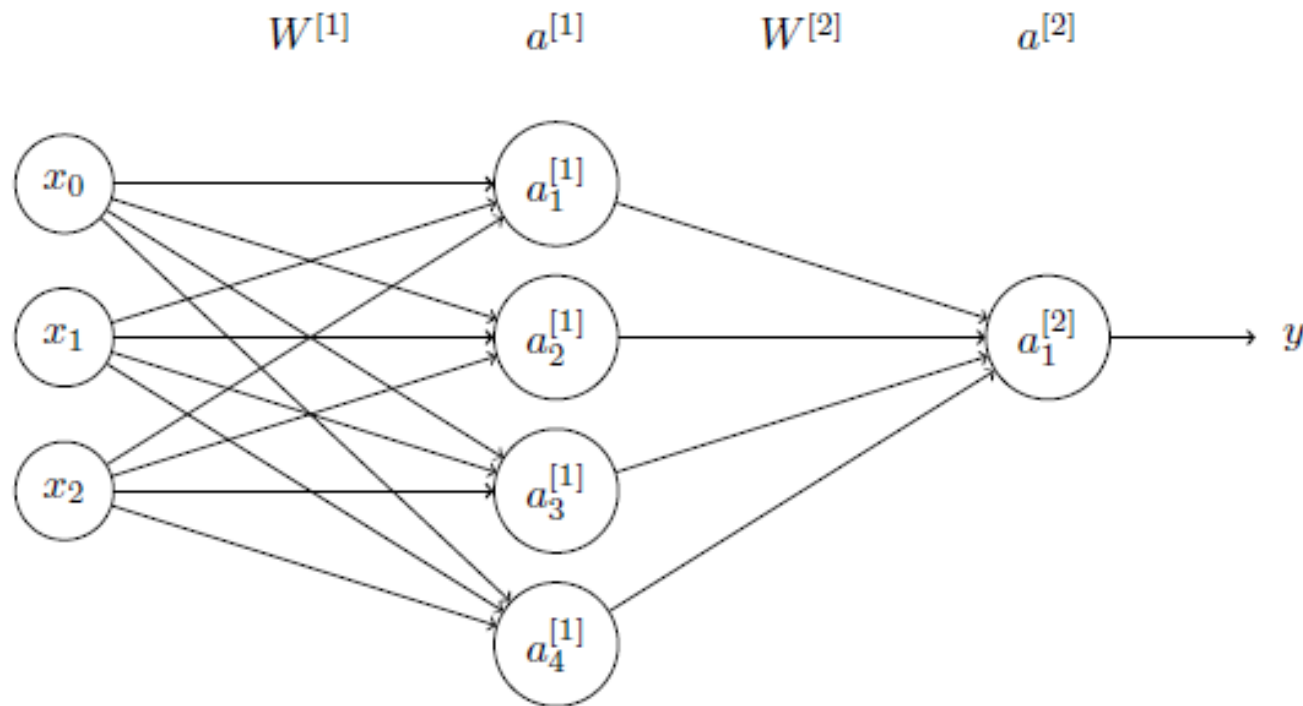 W^[1] a^[1] W^[2] a^[2]
x_0 a_1^[1]
x_1 a_2^[1] a_1^[2] y
x_2 a_3^[1]
a_4^[1]